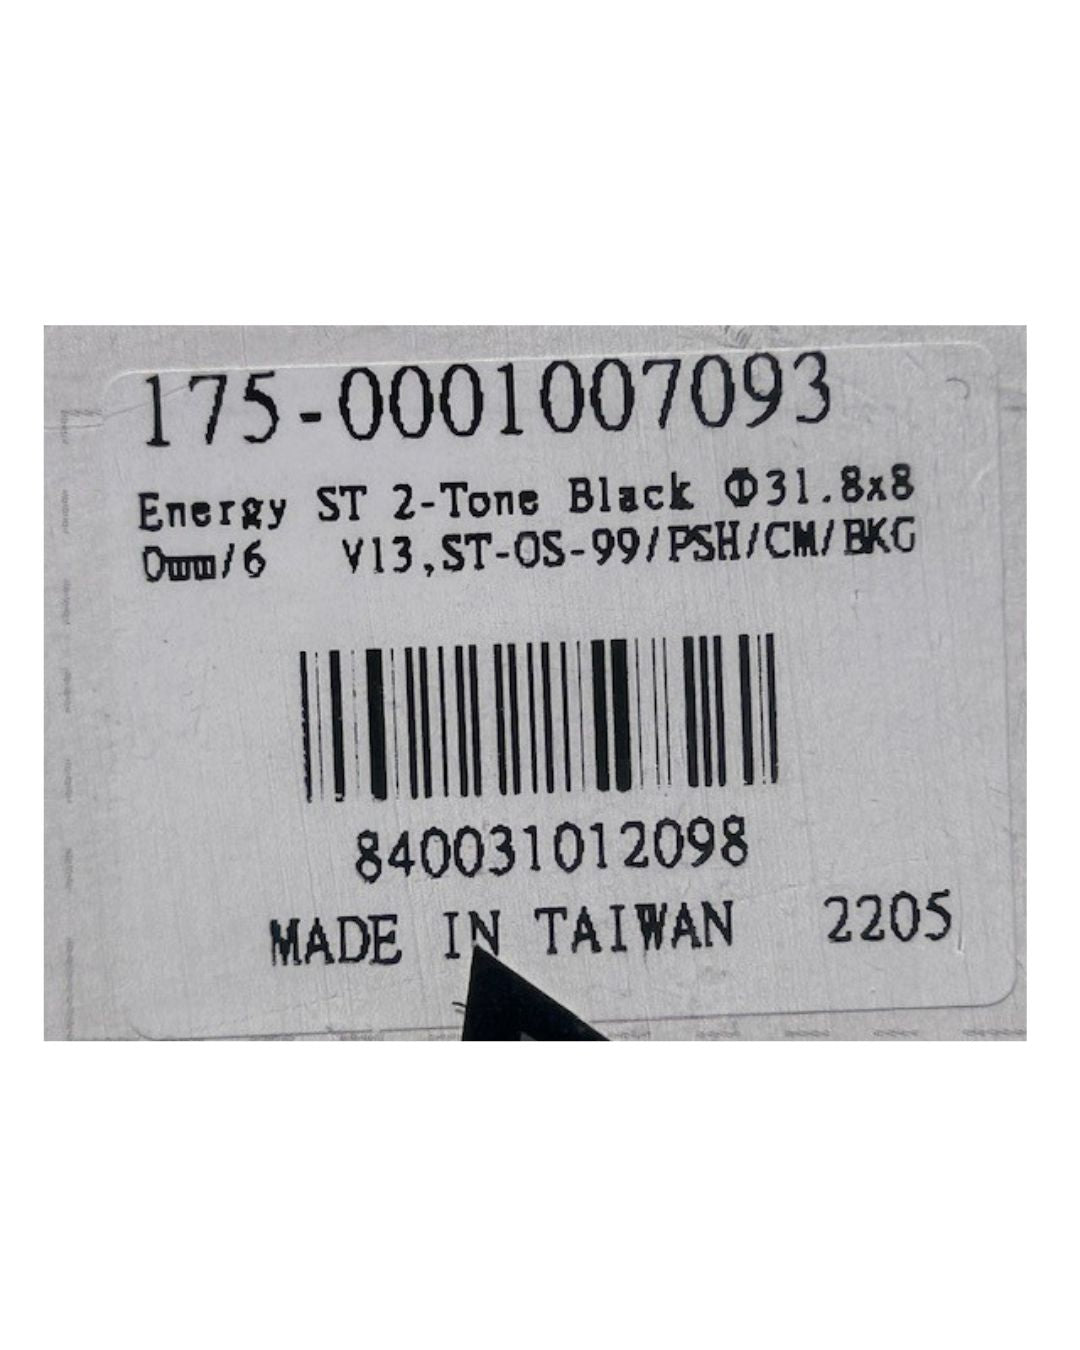 175-0001007093
Energy ST 2-Tone Black Φ31.8x8
0mm/6 V13,ST-OS-99/PSH/CM/BKG
840031012098
MADE IN TAIWAN 2205